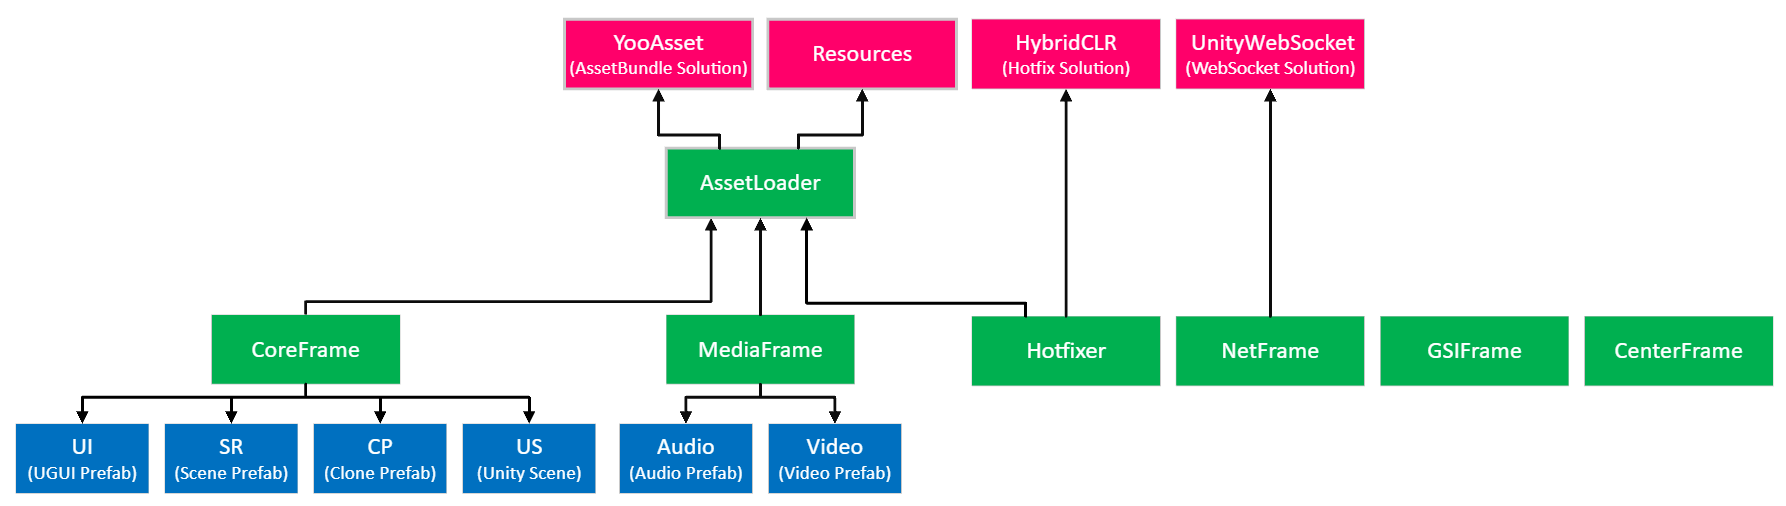 YooAsset
(AssetBundle Solution)
Resources
HybridCLR
(Hotfix Solution)
UnityWebSocket
(WebSocket Solution)
AssetLoader
CoreFrame
MediaFrame
Hotfixer
NetFrame
GSIFrame
CenterFrame
UI
(UGUI Prefab)
SR
(Scene Prefab)
CP
(Clone Prefab)
US
(Unity Scene)
Audio
(Audio Prefab)
Video
(Video Prefab)